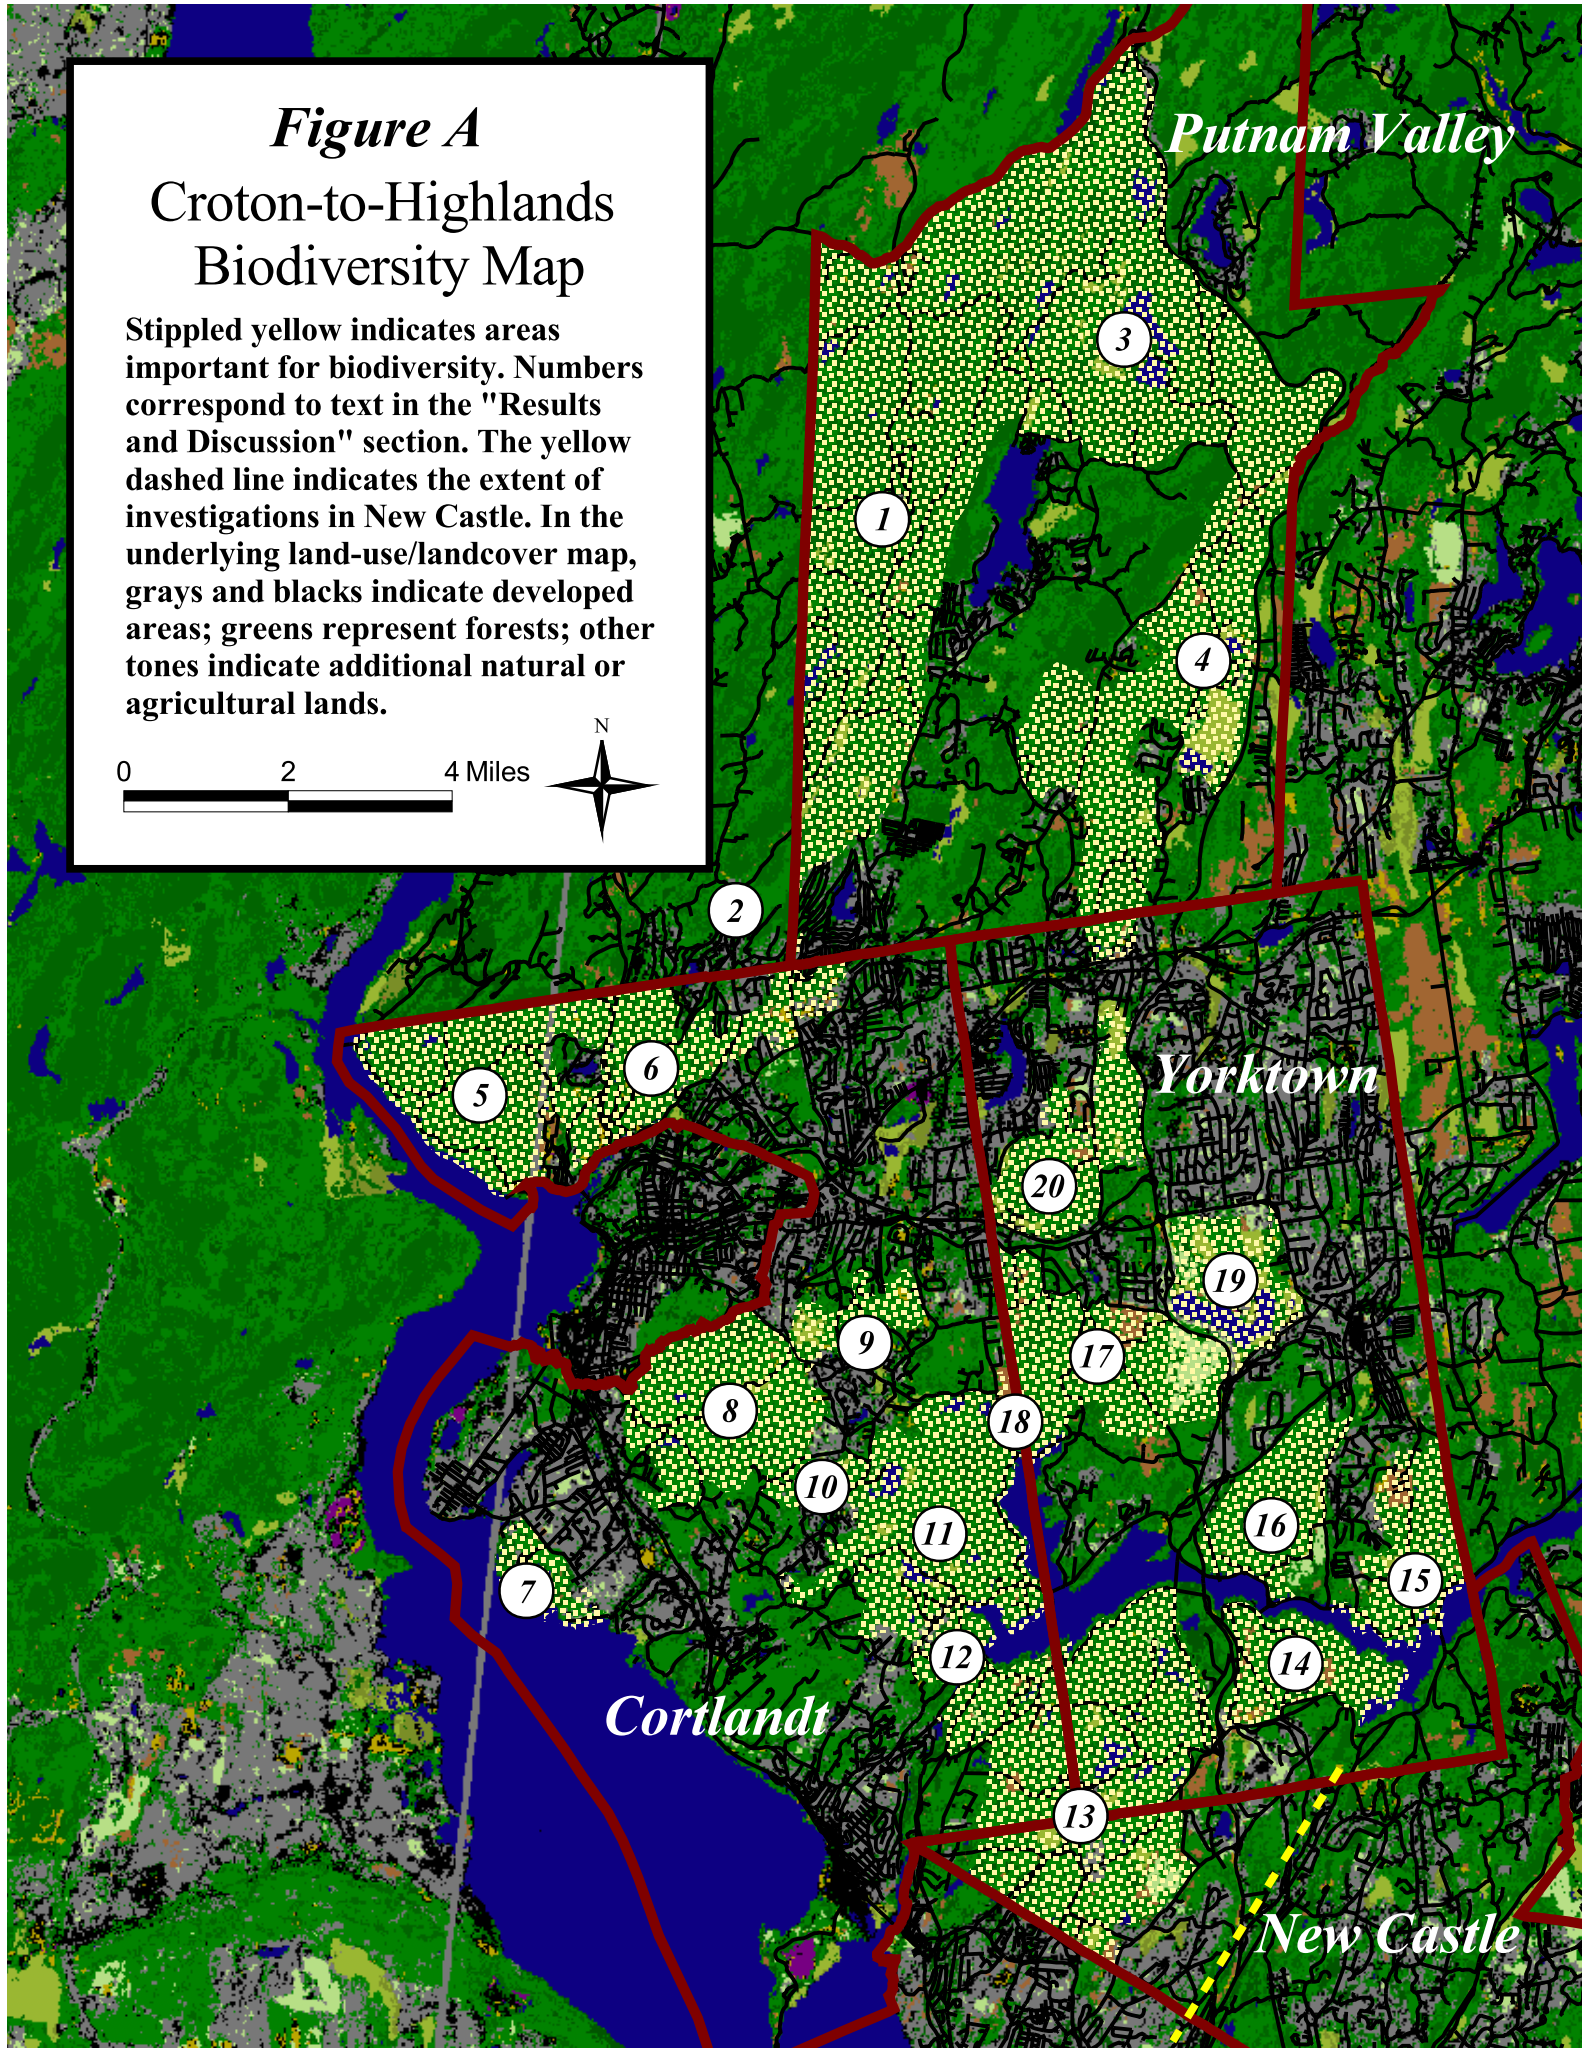 Figure A
Croton-to-Highlands
Biodiversity Map
Stippled yellow indicates areas
important for biodiversity. Numbers
correspond to text in the "Results
and Discussion" section. The yellow
dashed line indicates the extent of
investigations in New Castle. In the
underlying land-use/landcover map,
grays and blacks indicate developed
areas; greens represent forests; other
tones indicate additional natural or
agricultural lands.
N
0 2 4 Miles
Putnam Valley
3
1
4
2
6
5
Yorktown
20
19
9
17
8
18
10
11
16
15
7
12
14
Cortlandt
13
New Castle